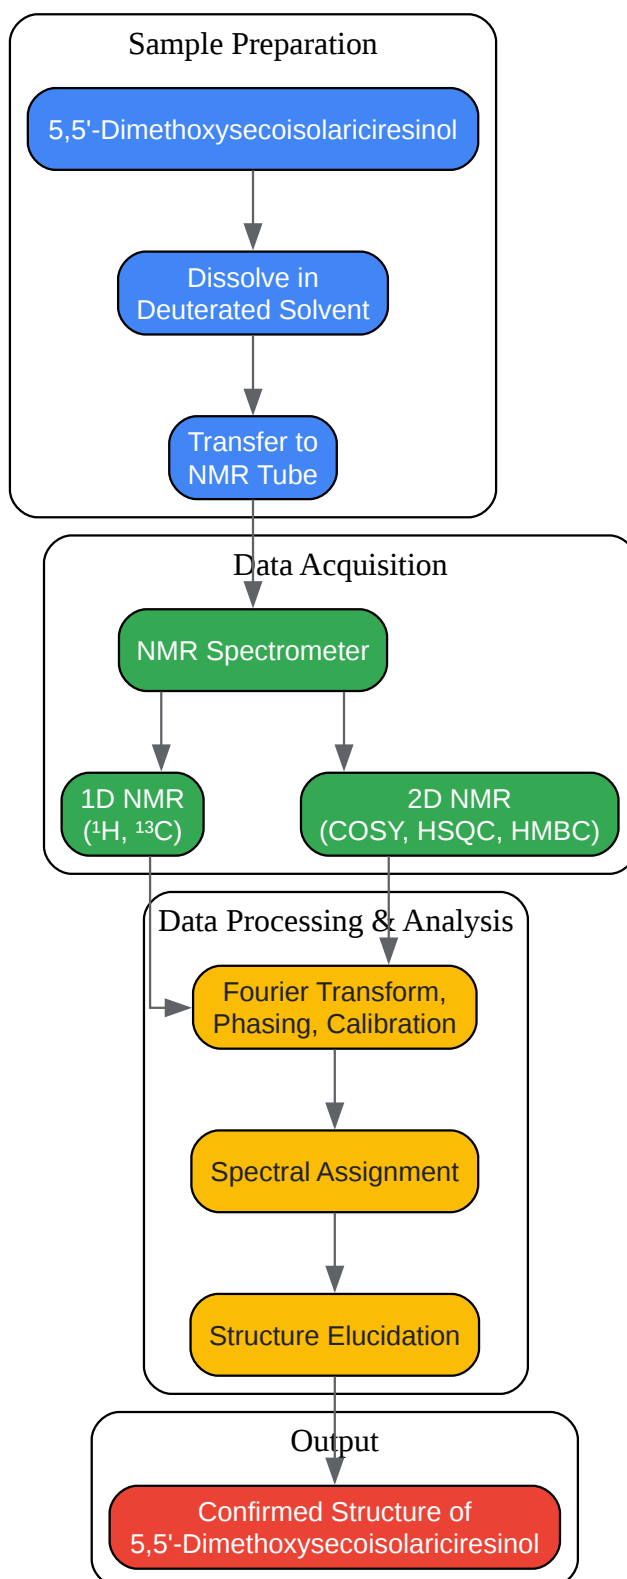 Sample Preparation
5,5'-Dimethoxysecoisolariciresinol
Dissolve in
Deuterated Solvent
Transfer to
NMR Tube
Data Acquisition
NMR Spectrometer
1D NMR
(¹H, ¹³C)
2D NMR
(COSY, HSQC, HMBC)
Data Processing & Analysis
Fourier Transform,
Phasing, Calibration
Spectral Assignment
Structure Elucidation
Output
Confirmed Structure of
5,5'-Dimethoxysecoisolariciresinol